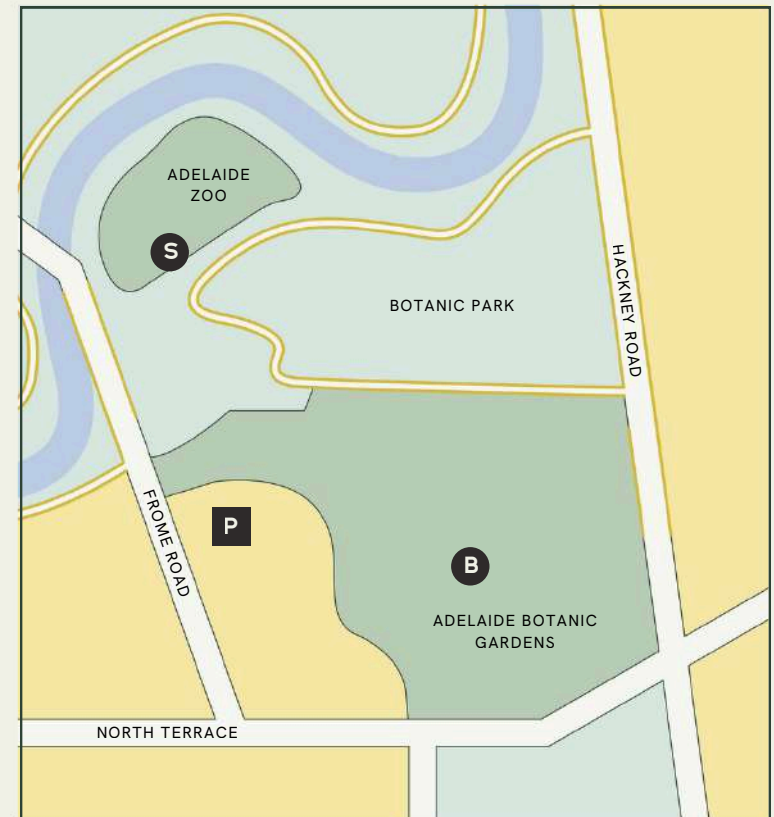 ADELAIDE
ZOO
S
HACKNEY ROAD
BOTANIC PARK
FROME ROAD
P
B
ADELAIDE BOTANIC
GARDENS
NORTH TERRACE